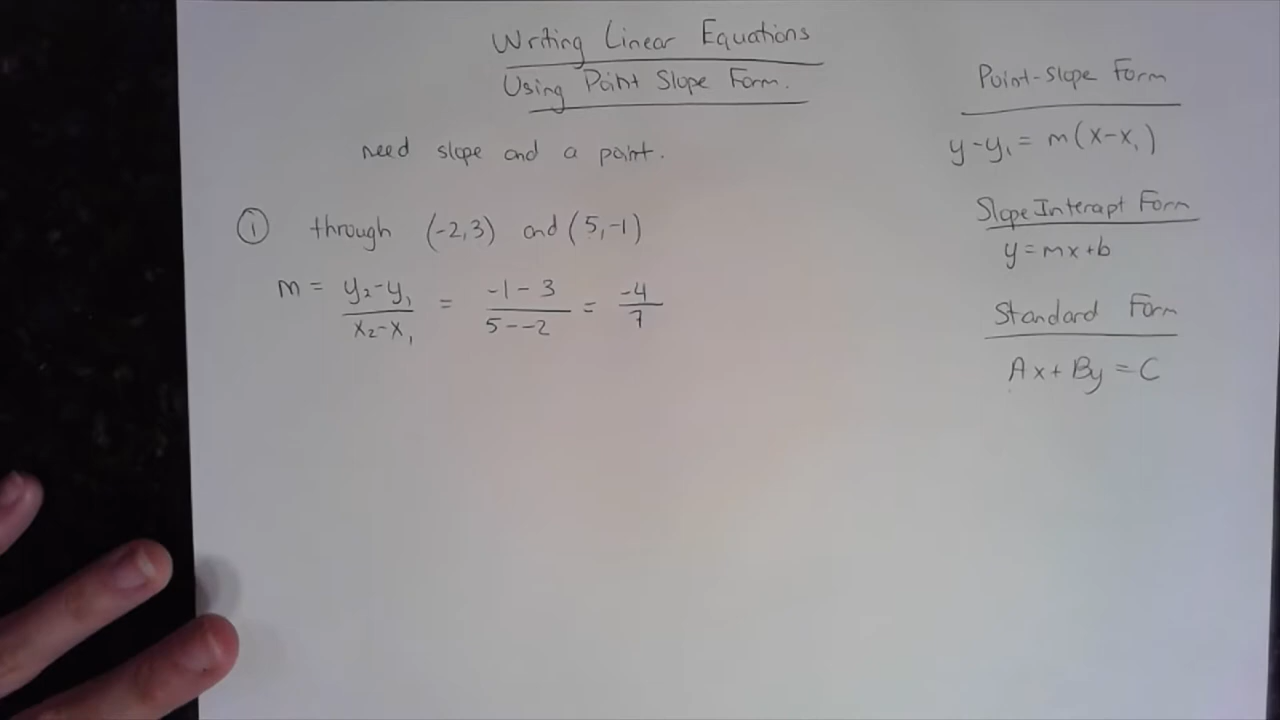 Writing Linear Equations
Using Point Slope Form.
need slope and a point.
① through (-2,3) and (5,-1)
m = y₂-y₁/x₂-x₁ = -1-3/5--2 = -4/7
Point-Slope Form
y-y₁ = m(x-x₁)
Slope Intercept Form
y = mx+b
Standard Form
Ax + By = C